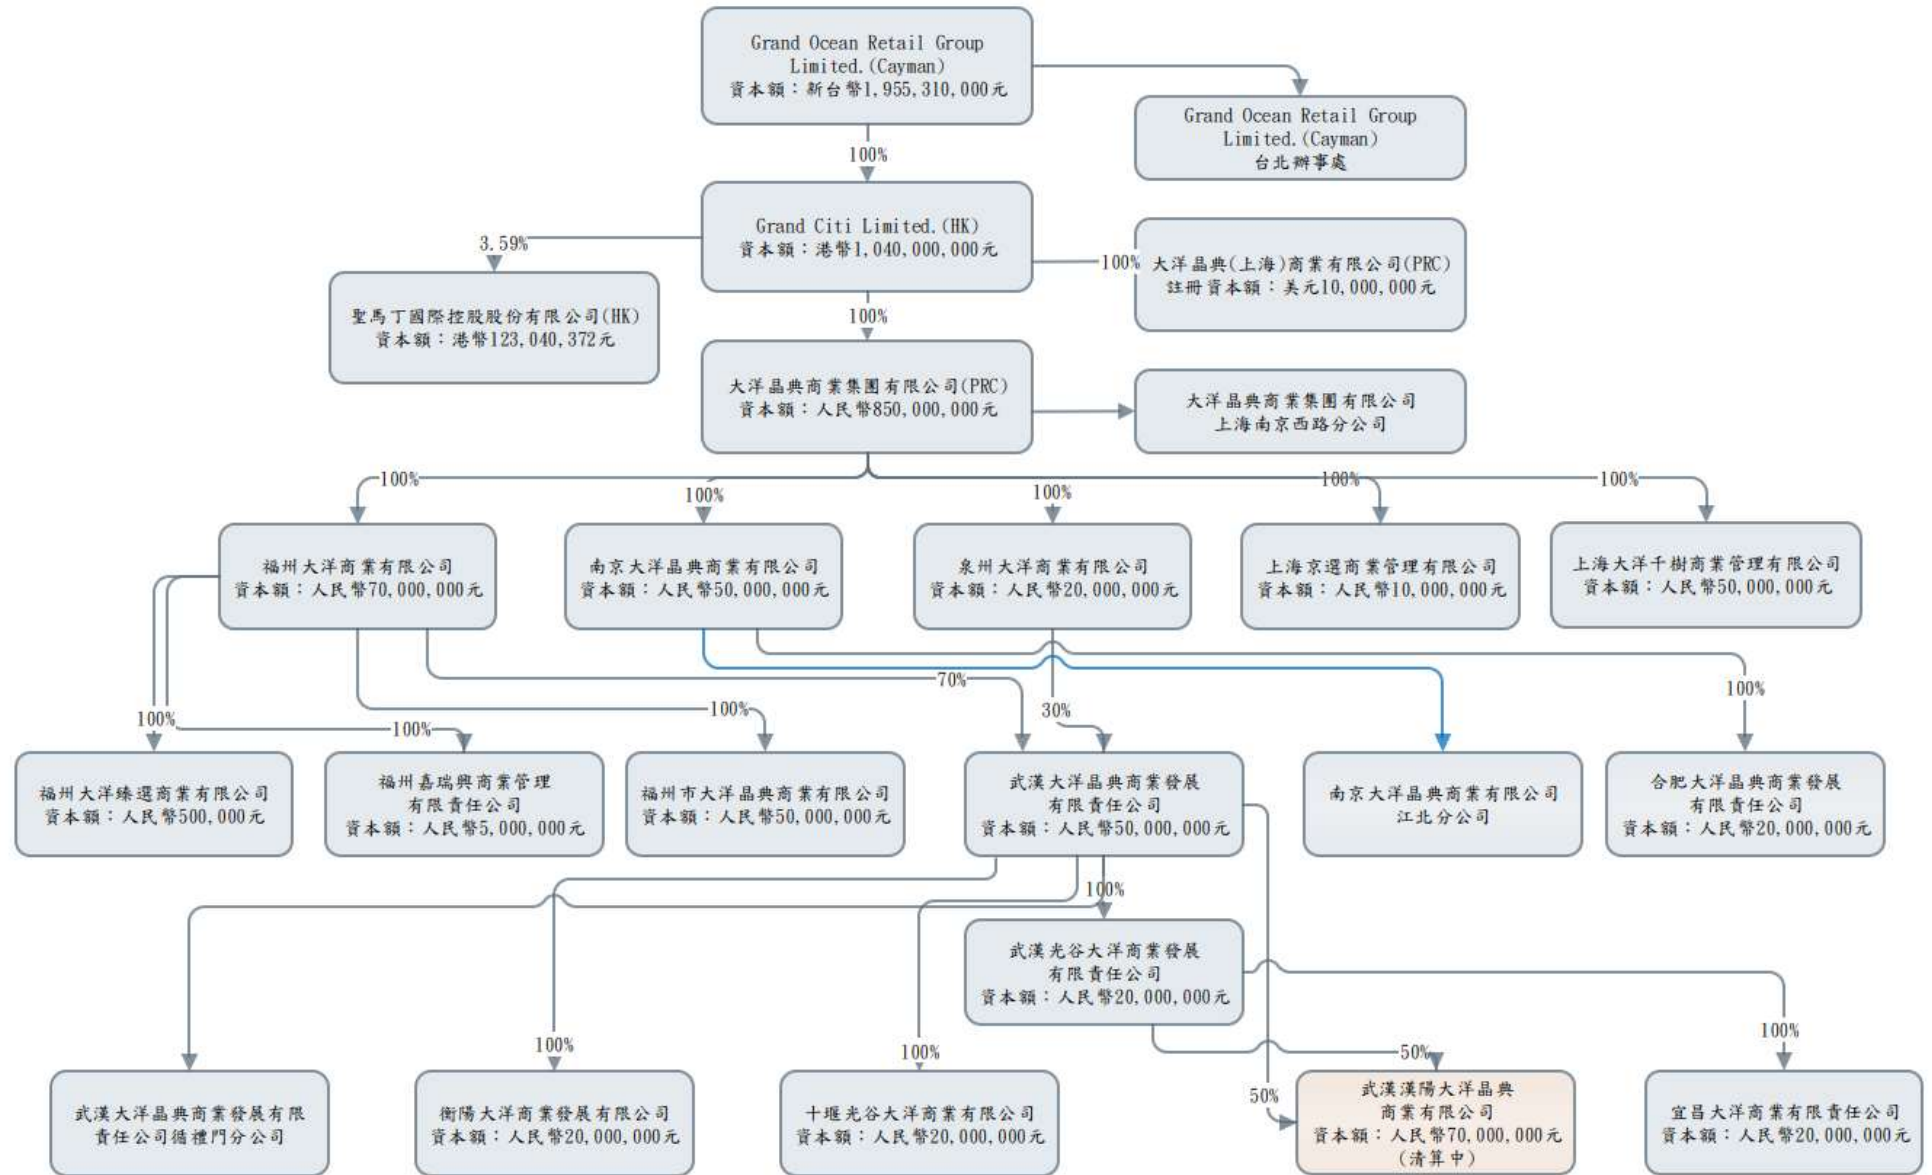 Grand Ocean Retail Group
Limited.(Cayman)
資本額：新台幣1,955,310,000元
Grand Ocean Retail Group
Limited.(Cayman)
台北辦事處
100%
Grand Citi Limited.(HK)
資本額：港幣1,040,000,000元
3.59%
100%
大洋晶典(上海)商業有限公司(PRC)
註冊資本額：美元10,000,000元
聖馬丁國際控股股份有限公司(HK)
資本額：港幣123,040,372元
100%
大洋晶典商業集團有限公司(PRC)
資本額：人民幣850,000,000元
大洋晶典商業集團有限公司
上海南京西路分公司
100%
100%
100%
100%
100%
福州大洋商業有限公司
資本額：人民幣70,000,000元
南京大洋晶典商業有限公司
資本額：人民幣50,000,000元
泉州大洋商業有限公司
資本額：人民幣20,000,000元
上海京選商業管理有限公司
資本額：人民幣10,000,000元
上海大洋千樹商業管理有限公司
資本額：人民幣50,000,000元
100%
100%
100%
70%
30%
100%
福州大洋臻選商業有限公司
資本額：人民幣500,000元
福州嘉瑞興商業管理
有限責任公司
資本額：人民幣5,000,000元
福州市大洋晶典商業有限公司
資本額：人民幣50,000,000元
武漢大洋晶典商業發展
有限責任公司
資本額：人民幣50,000,000元
南京大洋晶典商業有限公司
江北分公司
合肥大洋晶典商業發展
有限責任公司
資本額：人民幣20,000,000元
100%
武漢光谷大洋商業發展
有限責任公司
資本額：人民幣20,000,000元
100%
100%
50%
50%
100%
武漢大洋晶典商業發展有限
責任公司循禮門分公司
衡陽大洋商業發展有限公司
資本額：人民幣20,000,000元
十堰光谷大洋商業有限公司
資本額：人民幣20,000,000元
武漢漢陽大洋晶典
商業有限公司
資本額：人民幣70,000,000元
(清算中)
宜昌大洋商業有限責任公司
資本額：人民幣20,000,000元